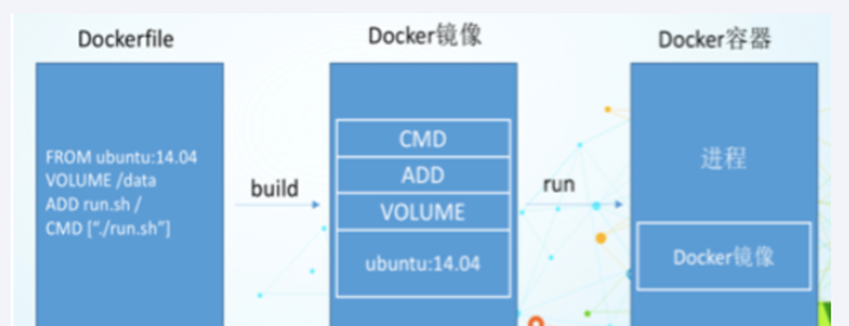 Dockerfile
Docker镜像
Docker容器
FROM ubuntu:14.04
VOLUME /data
ADD run.sh /
CMD [“./run.sh”]
build
CMD
ADD
VOLUME
ubuntu:14.04
run
进程
Docker镜像